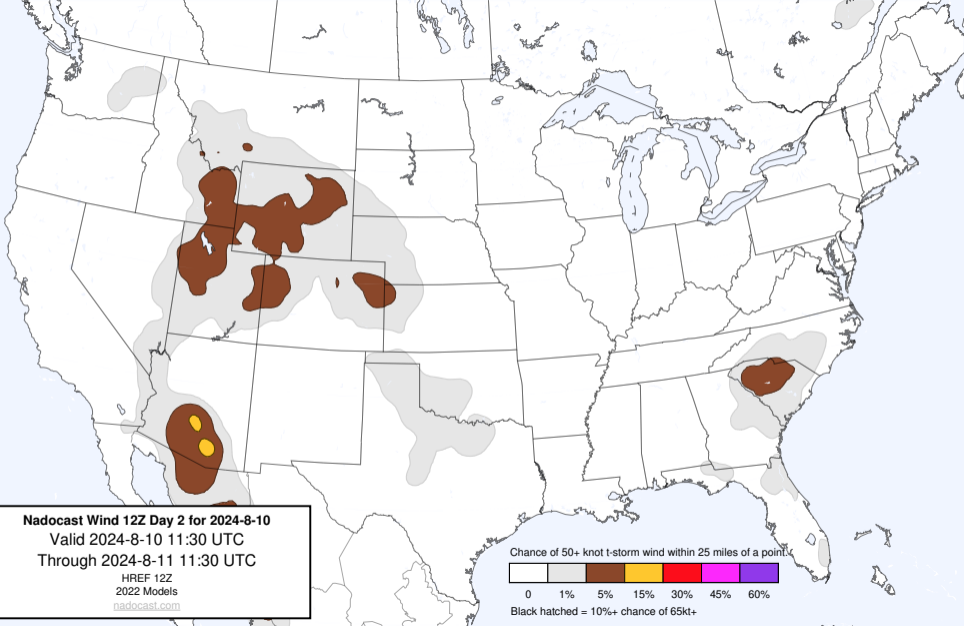 Nadocast Wind 12Z Day 2 for 2024-8-10
Valid 2024-8-10 11:30 UTC
Through 2024-8-11 11:30 UTC
HREF 12Z
2022 Models
nadocast.com
Chance of 50+ knot t-storm wind within 25 miles of a point.
0 1% 5% 15% 30% 45% 60%
Black hatched = 10%+ chance of 65kt+